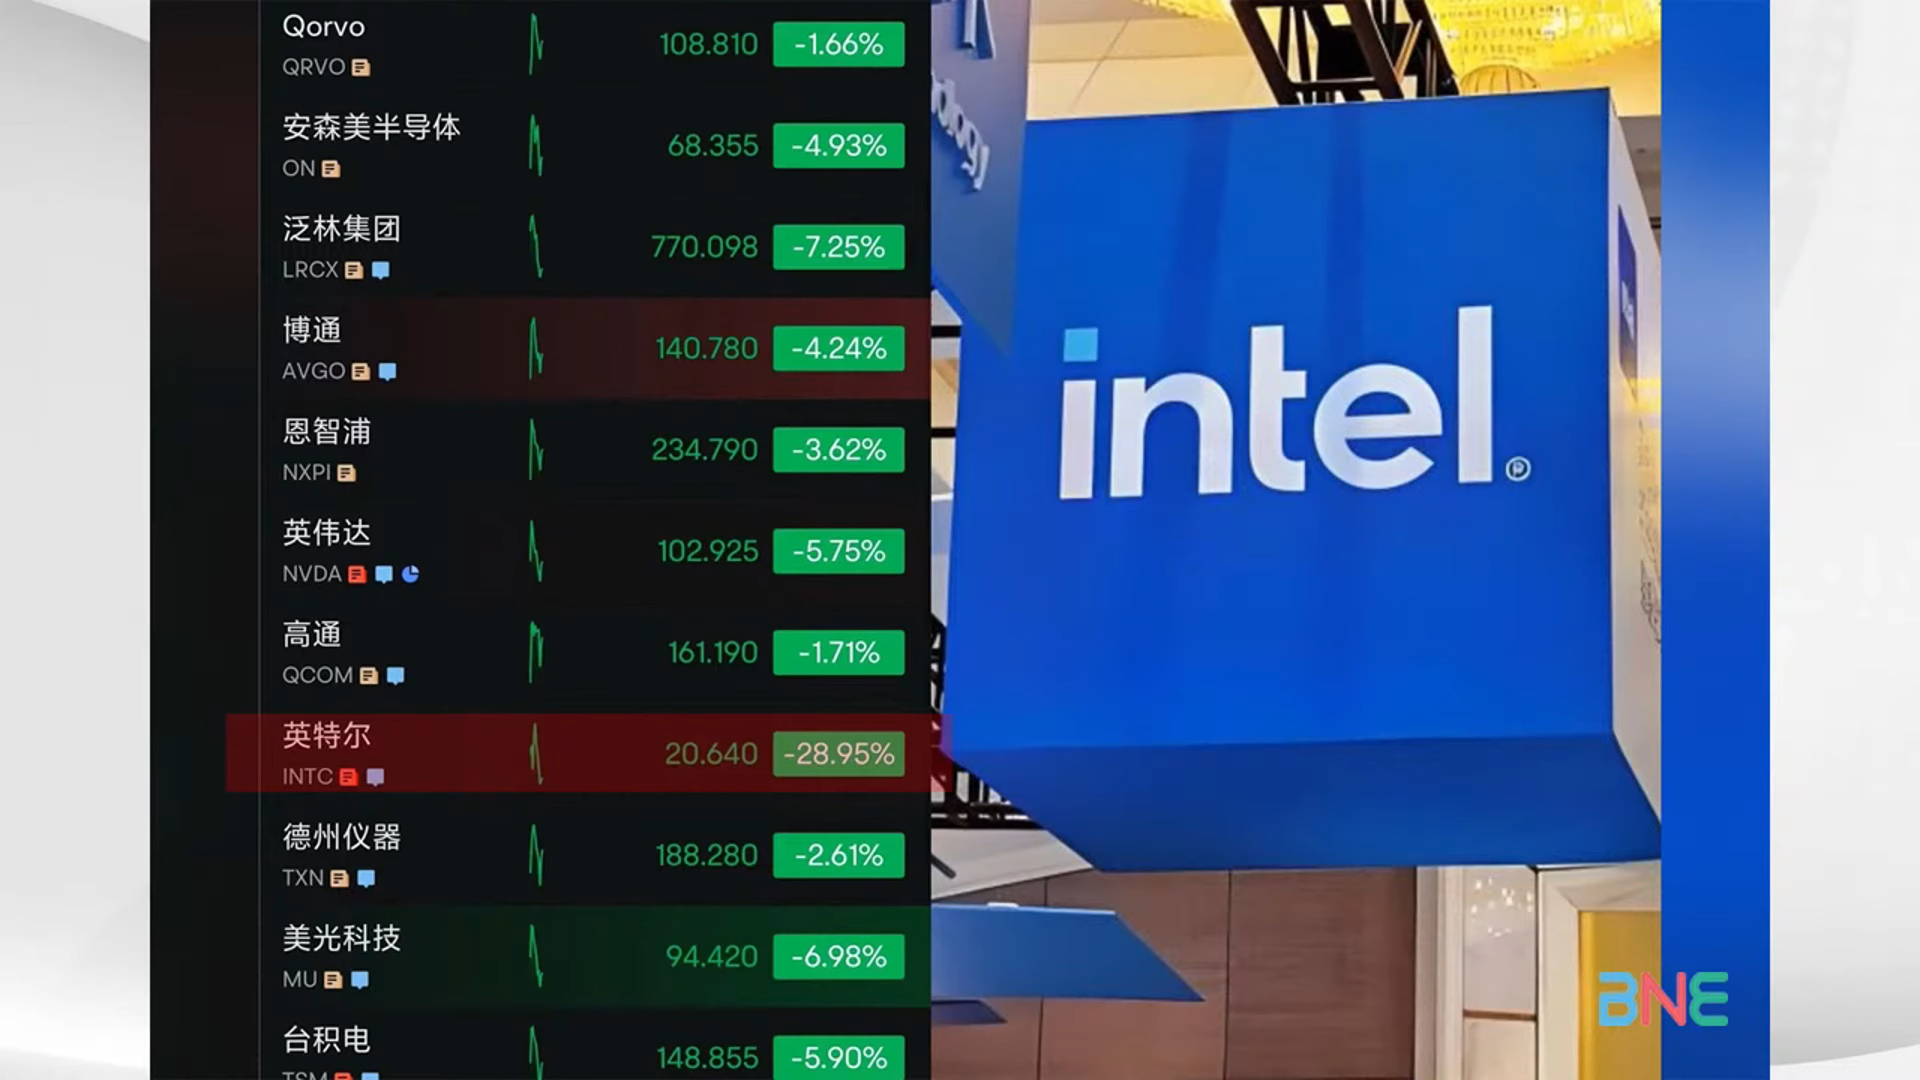 Qorvo
QRVO
108.810
-1.66%
安森美半导体
ON
68.355
-4.93%
泛林集团
LRCX
770.098
-7.25%
博通
AVGO
140.780
-4.24%
恩智浦
NXPI
234.790
-3.62%
英伟达
NVDA
102.925
-5.75%
高通
QCOM
161.190
-1.71%
英特尔
INTC
20.640
-28.95%
德州仪器
TXN
188.280
-2.61%
美光科技
MU
94.420
-6.98%
台积电
TSM
148.855
-5.90%
intel®
BNE